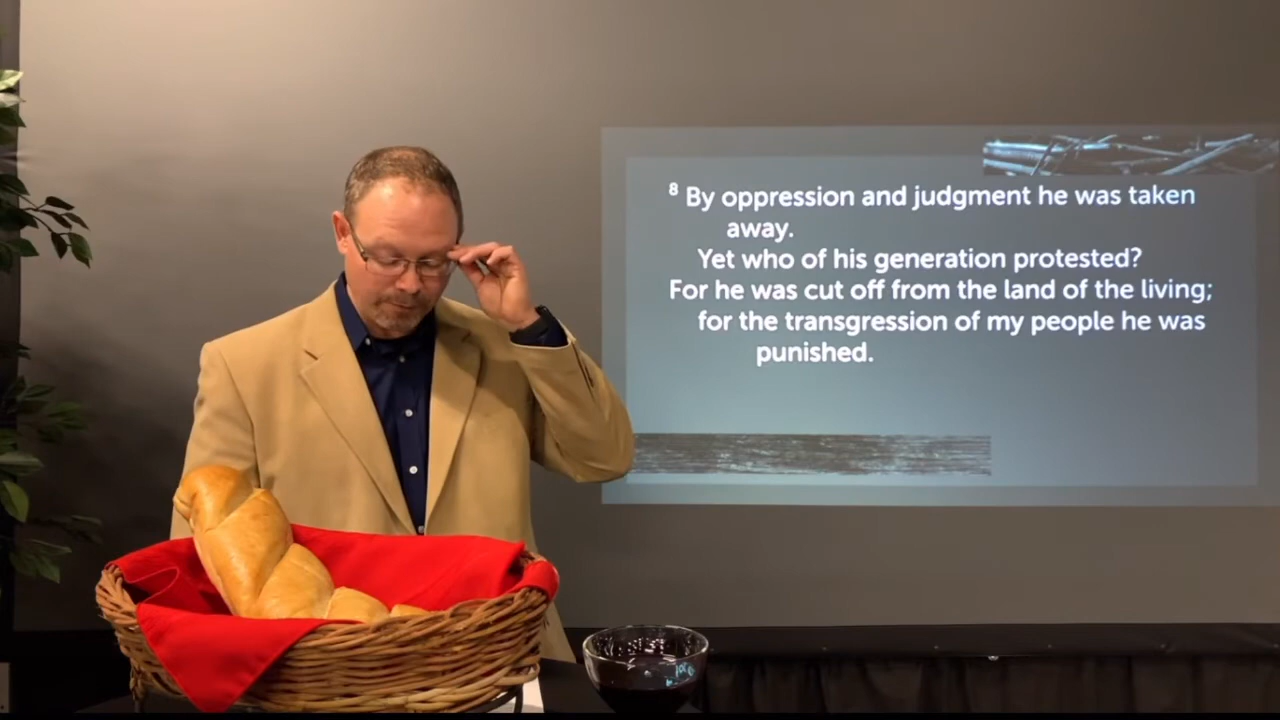 8 By oppression and judgment he was taken
away.
Yet who of his generation protested?
For he was cut off from the land of the living;
for the transgression of my people he was
punished.